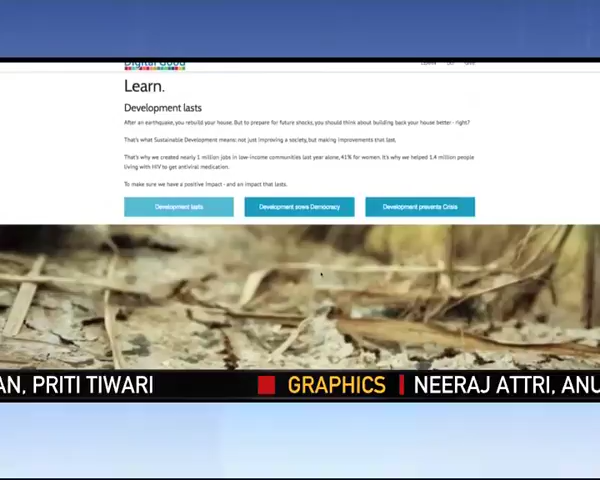 Digital Good
Learn.
Development lasts
After an earthquake, you rebuild your house. But to prepare for future shocks, you should think about building back your house better - right?
That's what Sustainable Development means: not just improving a society, but making improvements that last.
That's why we created nearly 1 million jobs in low-income communities last year alone, 41% for women. It's why we helped 1.4 million people
living with HIV to get antiviral medication.
To make sure we have a positive impact - and an impact that lasts.
Development lasts Development sows Democracy Development prevents Crisis
AN, PRITI TIWARI GRAPHICS NEERAJ ATTRI, ANU